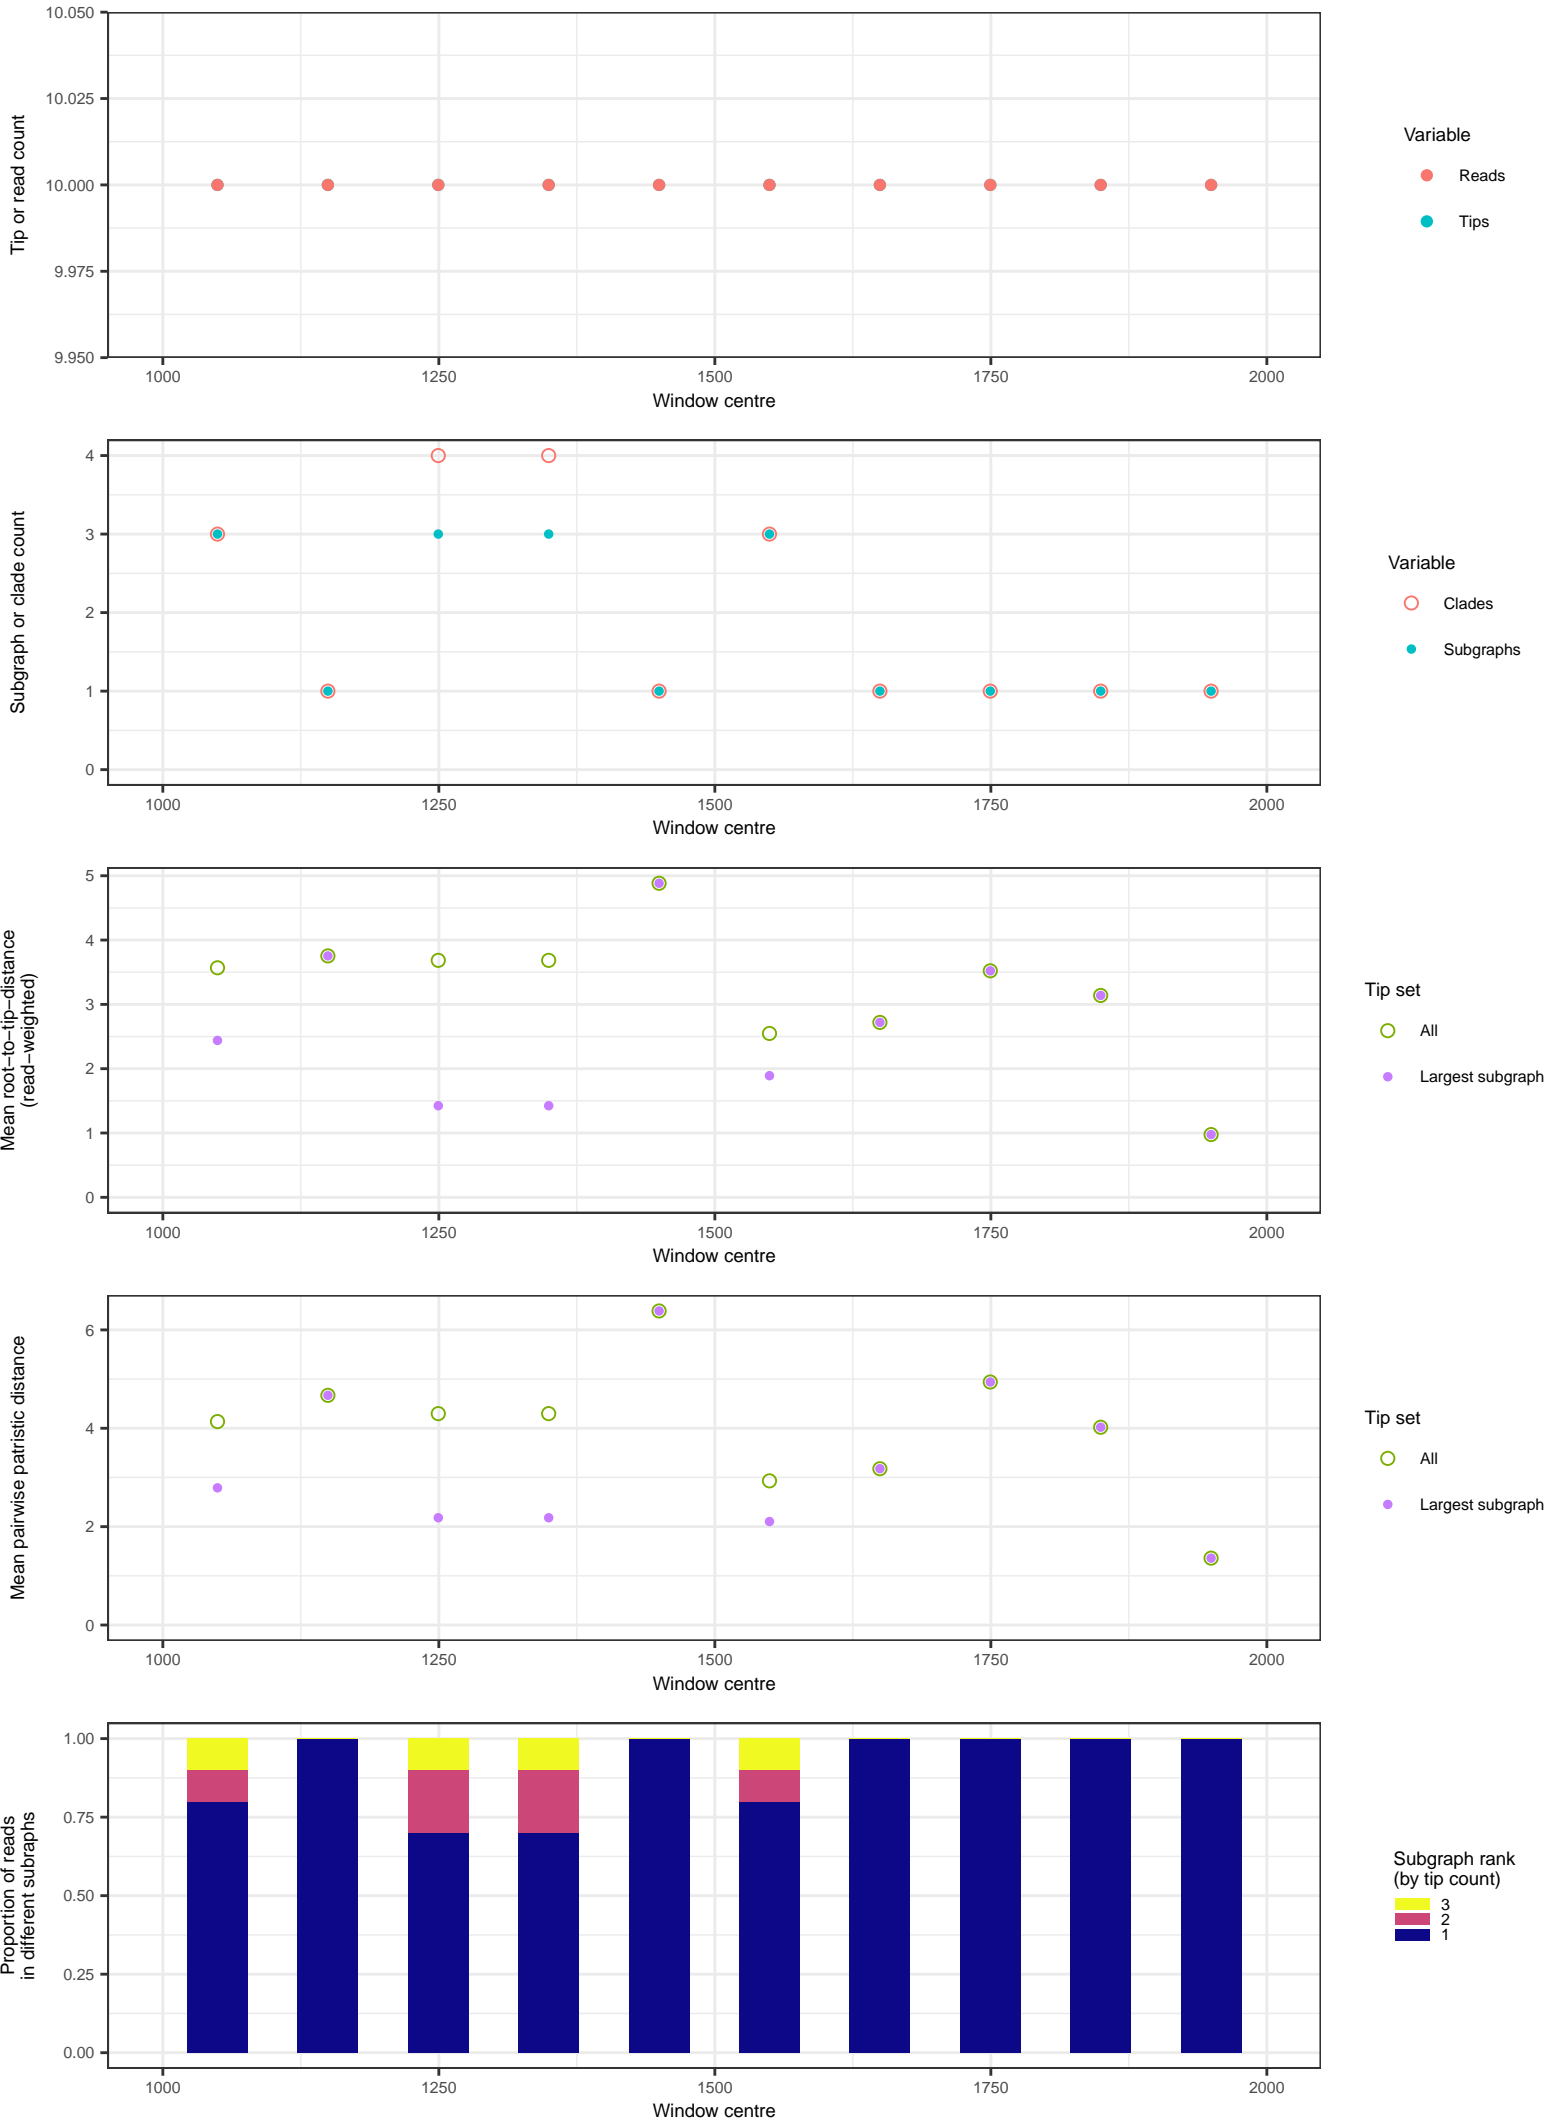 10.050
10.025
10.000
9.975
9.950
Tip or read count
1000 1250 1500 1750 2000
Window centre
Variable
Reads
Tips
4
3
2
1
0
Subgraph or clade count
1000 1250 1500 1750 2000
Window centre
Variable
Clades
Subgraphs
5
4
3
2
1
0
Mean root−to−tip−distance
(read−weighted)
1000 1250 1500 1750 2000
Window centre
Tip set
All
Largest subgraph
6
4
2
0
Mean pairwise patristic distance
1000 1250 1500 1750 2000
Window centre
Tip set
All
Largest subgraph
1.00
0.75
0.50
0.25
0.00
Proportion of reads
in different subraphs
1000 1250 1500 1750 2000
Window centre
Subgraph rank
(by tip count)
3
2
1